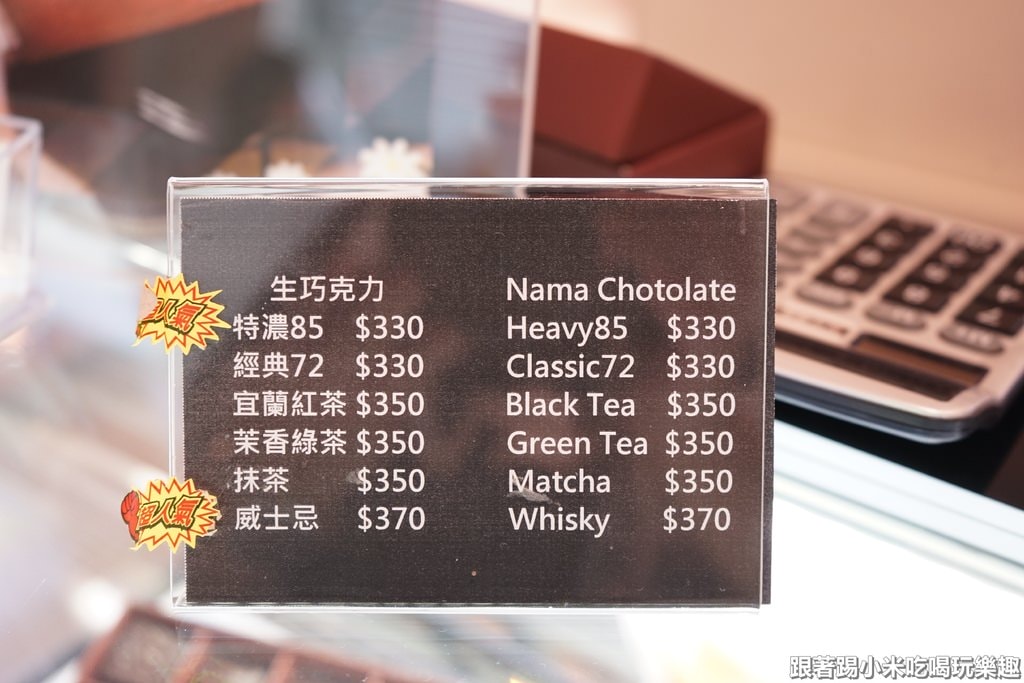 生巧克力 Nama Chotolate
超人氣
特濃85 $330 Heavy85 $330
經典72 $330 Classic72 $330
宜蘭紅茶 $350 Black Tea $350
茉香綠茶 $350 Green Tea $350
抹茶 $350 Matcha $350
超人氣
威士忌 $370 Whisky $370
跟著踢小米吃喝玩樂趣